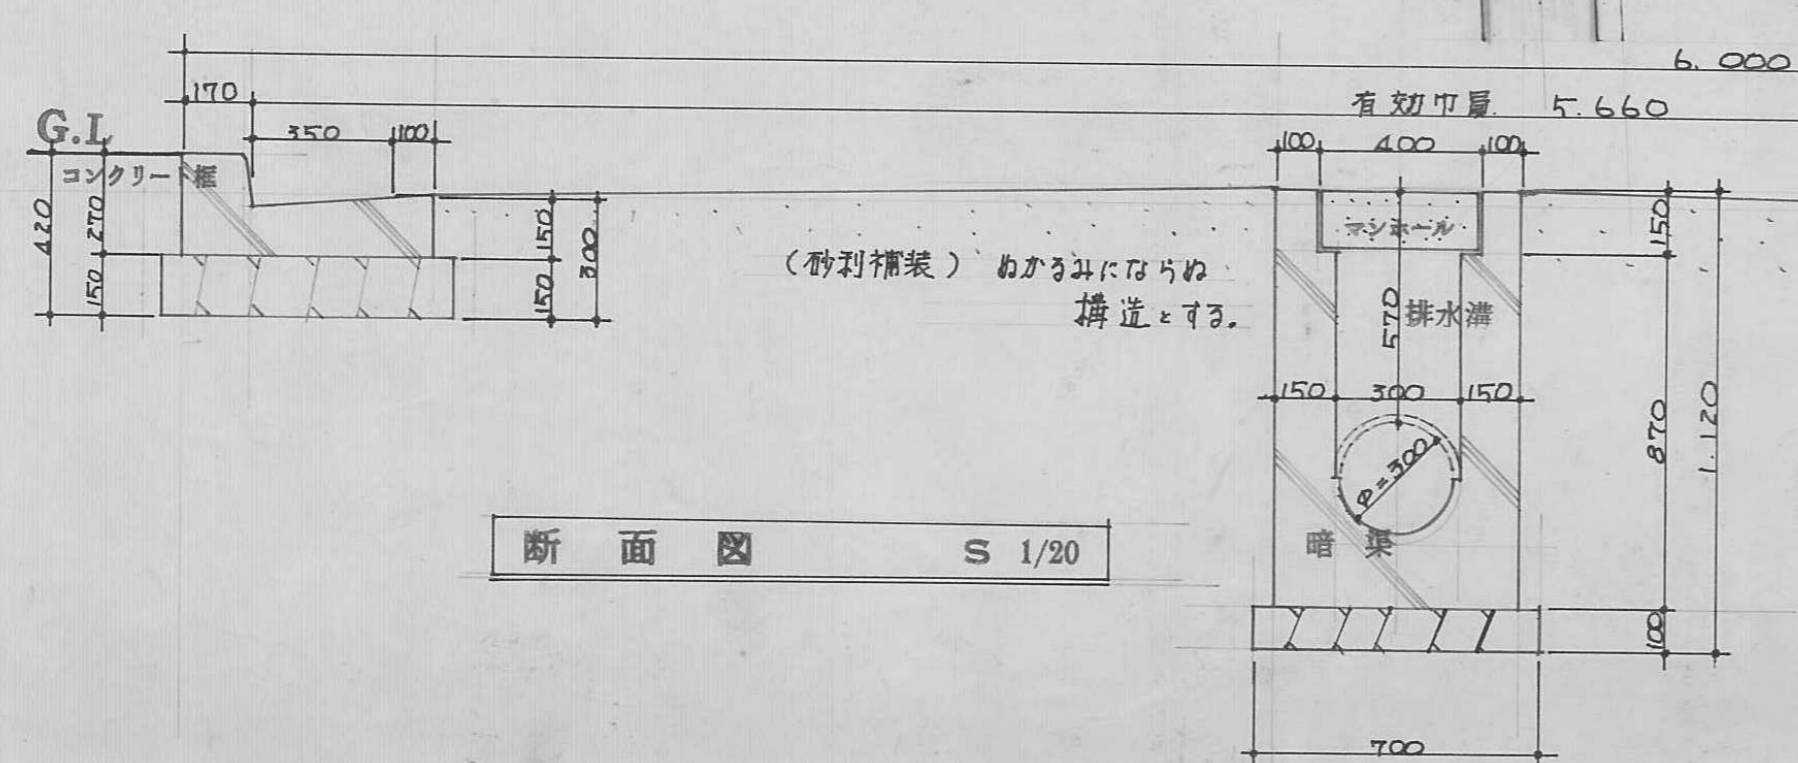 6.000
170
有効巾員 5.660
G.L
350
100
100
400
100
コンクリート框
マンホール
420
270
150
150
150
300
(砂利補装) ぬかるみにならぬ
構造とする。
570
排水溝
150
870
1.120
150
300
150
φ=300
暗渠
断面図 S 1/20
100
700